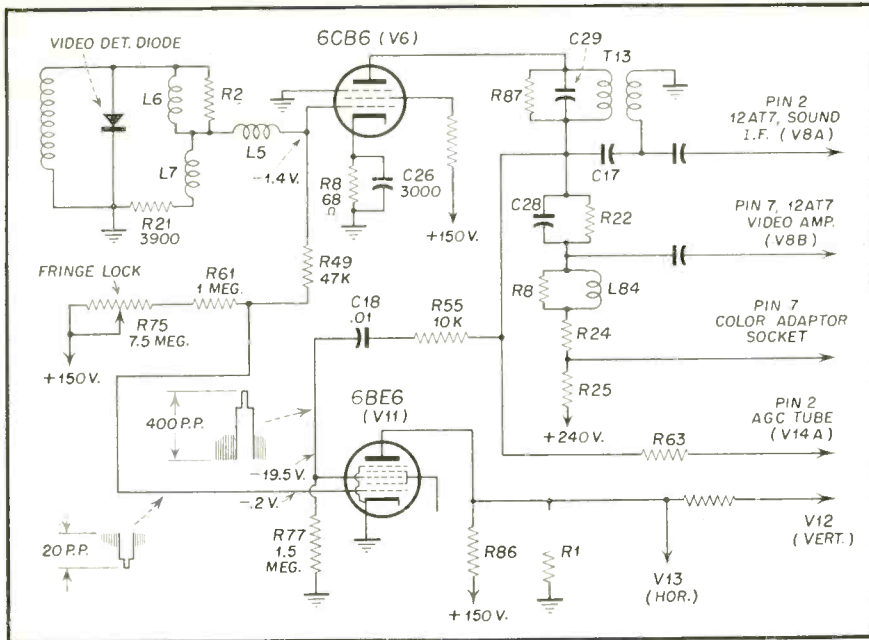 VIDEO DET. DIODE
L6
R2
L5
L7
R21
3900
6CB6 (V6)
-1.4 V.
R8
68
Ω
C26
3000
+150 V.
R49
47K
C29
T13
R87
C17
PIN 2
12AT7, SOUND
I.F. (V8A)
C28
R22
PIN 7, 12AT7
VIDEO AMP.
(V8B)
R8
L84
R24
PIN 7
COLOR ADAPTOR
SOCKET
R25
+240 V.
PIN 2
AGC TUBE
(V14A)
R63
FRINGE LOCK
R61
1 MEG.
R75
7.5 MEG.
+150 V.
C18
.01
R55
10 K
400 P.P.
6BE6
(V11)
-19.5 V.
-.2 V.
20 P.P.
R77
1.5
MEG.
R86
+150 V.
R1
V13
(HOR.)
V12
(VERT.)